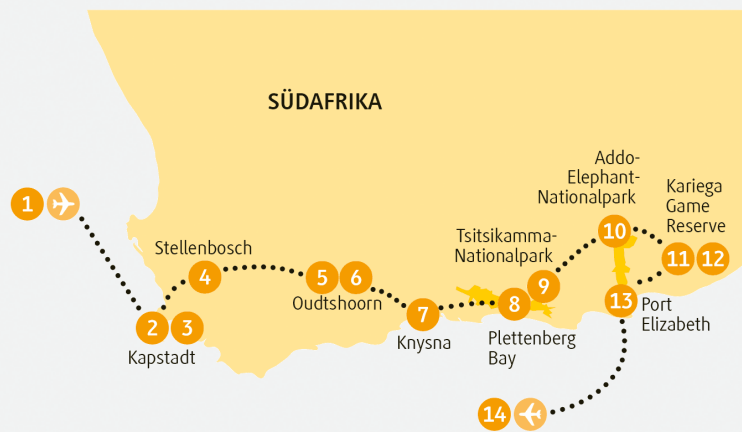 SÜDAFRIKA
Addo-
Elephant-
Nationalpark
Kariega
Game
Reserve
1
Tsitsikamma-
Nationalpark
10
Stellenbosch
11 12
4
5 6
9
Oudtshoorn
8
13
Port
Elizabeth
7
2 3
Knysna
Plettenberg
Bay
Kapstadt
14